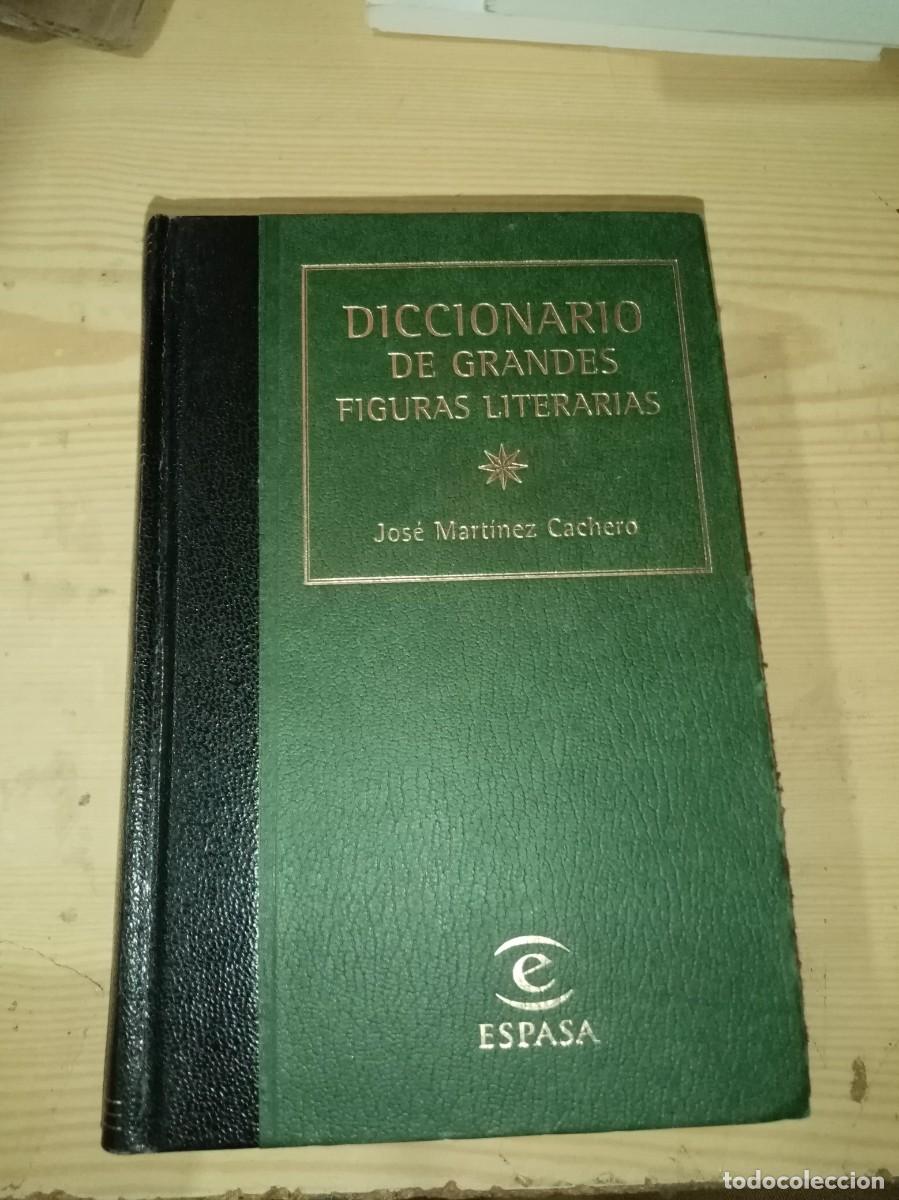 DICCIONARIO
DE GRANDES
FIGURAS LITERARIAS
José Martínez Cachero
e
ESPASA
todocoleccion